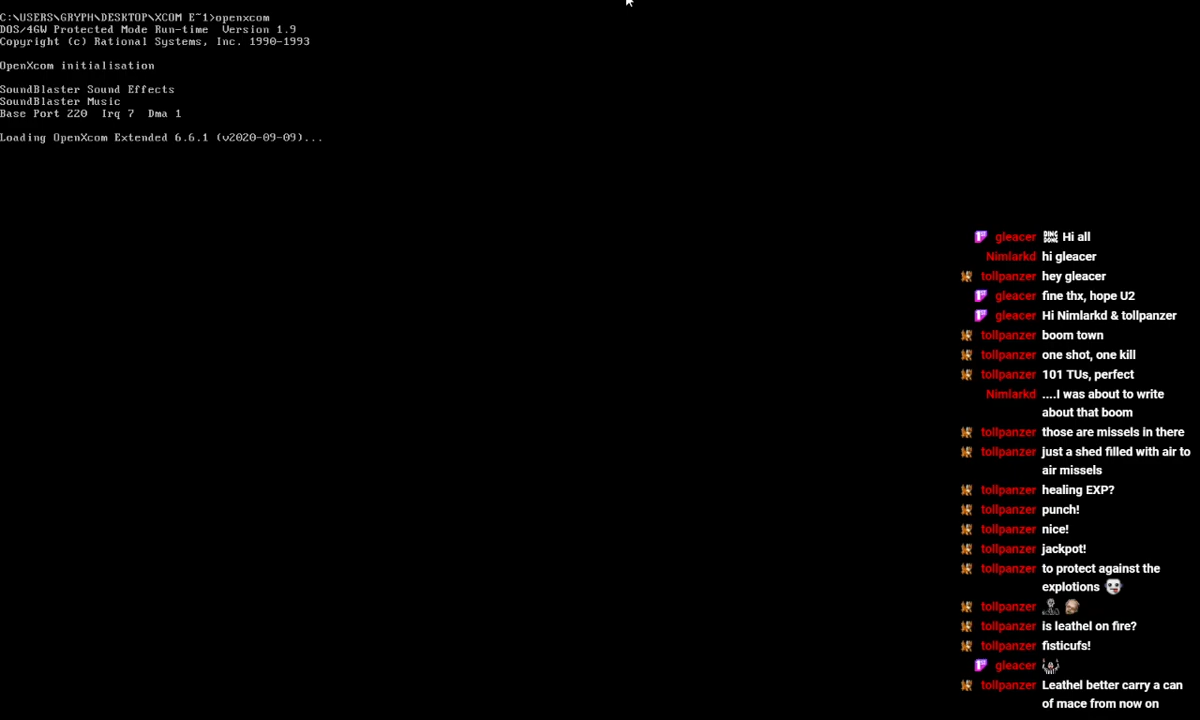 C:\USERS\GRYPH\DESKTOP\XCOM E~1>openxcom
DOS/4GW Protected Mode Run-time  Version 1.9
Copyright (c) Rational Systems, Inc. 1990-1993
OpenXcom initialisation
SoundBlaster Sound Effects
SoundBlaster Music
Base Port 220  Irq 7  Dma 1
Loading OpenXcom Extended 6.6.1 (v2020-09-09)...
gleacer DING DONG Hi all
Nimlarkd hi gleacer
tollpanzer hey gleacer
gleacer fine thx, hope U2
gleacer Hi Nimlarkd & tollpanzer
tollpanzer boom town
tollpanzer one shot, one kill
tollpanzer 101 TUs, perfect
Nimlarkd ....I was about to write
about that boom
tollpanzer those are missels in there
tollpanzer just a shed filled with air to
air missels
tollpanzer healing EXP?
tollpanzer punch!
tollpanzer nice!
tollpanzer jackpot!
tollpanzer to protect against the
explotions
tollpanzer
tollpanzer is leathel on fire?
tollpanzer fisticufs!
gleacer
tollpanzer Leathel better carry a can
of mace from now on